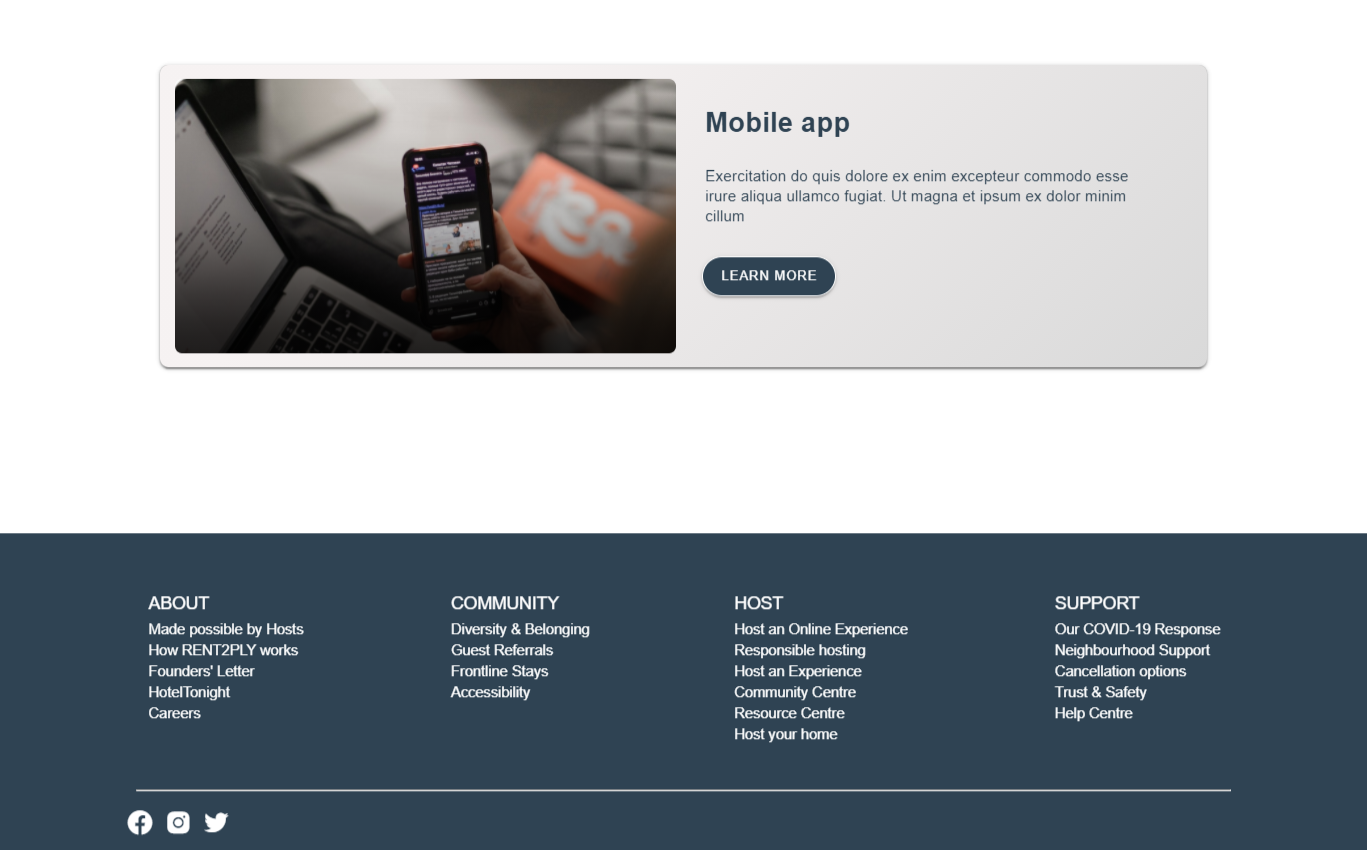 Mobile app
Exercitation do quis dolore ex enim excepteur commodo esse
irure aliqua ullamco fugiat. Ut magna et ipsum ex dolor minim
cillum
LEARN MORE
ABOUT
Made possible by Hosts
How RENT2PLY works
Founders' Letter
HotelTonight
Careers
COMMUNITY
Diversity & Belonging
Guest Referrals
Frontline Stays
Accessibility
HOST
Host an Online Experience
Responsible hosting
Host an Experience
Community Centre
Resource Centre
Host your home
SUPPORT
Our COVID-19 Response
Neighbourhood Support
Cancellation options
Trust & Safety
Help Centre